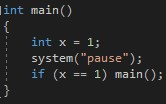 int main()
{
    int x = 1;
    system("pause");
    if (x == 1) main();
}